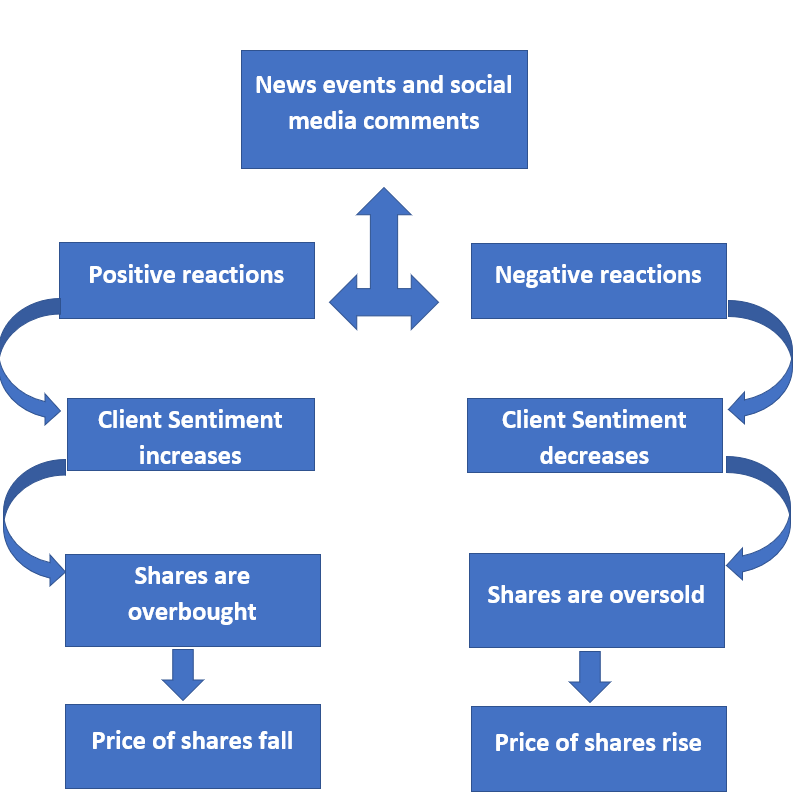 News events and social
media comments
Positive reactions
Negative reactions
Client Sentiment
increases
Client Sentiment
decreases
Shares are
overbought
Shares are oversold
Price of shares fall
Price of shares rise